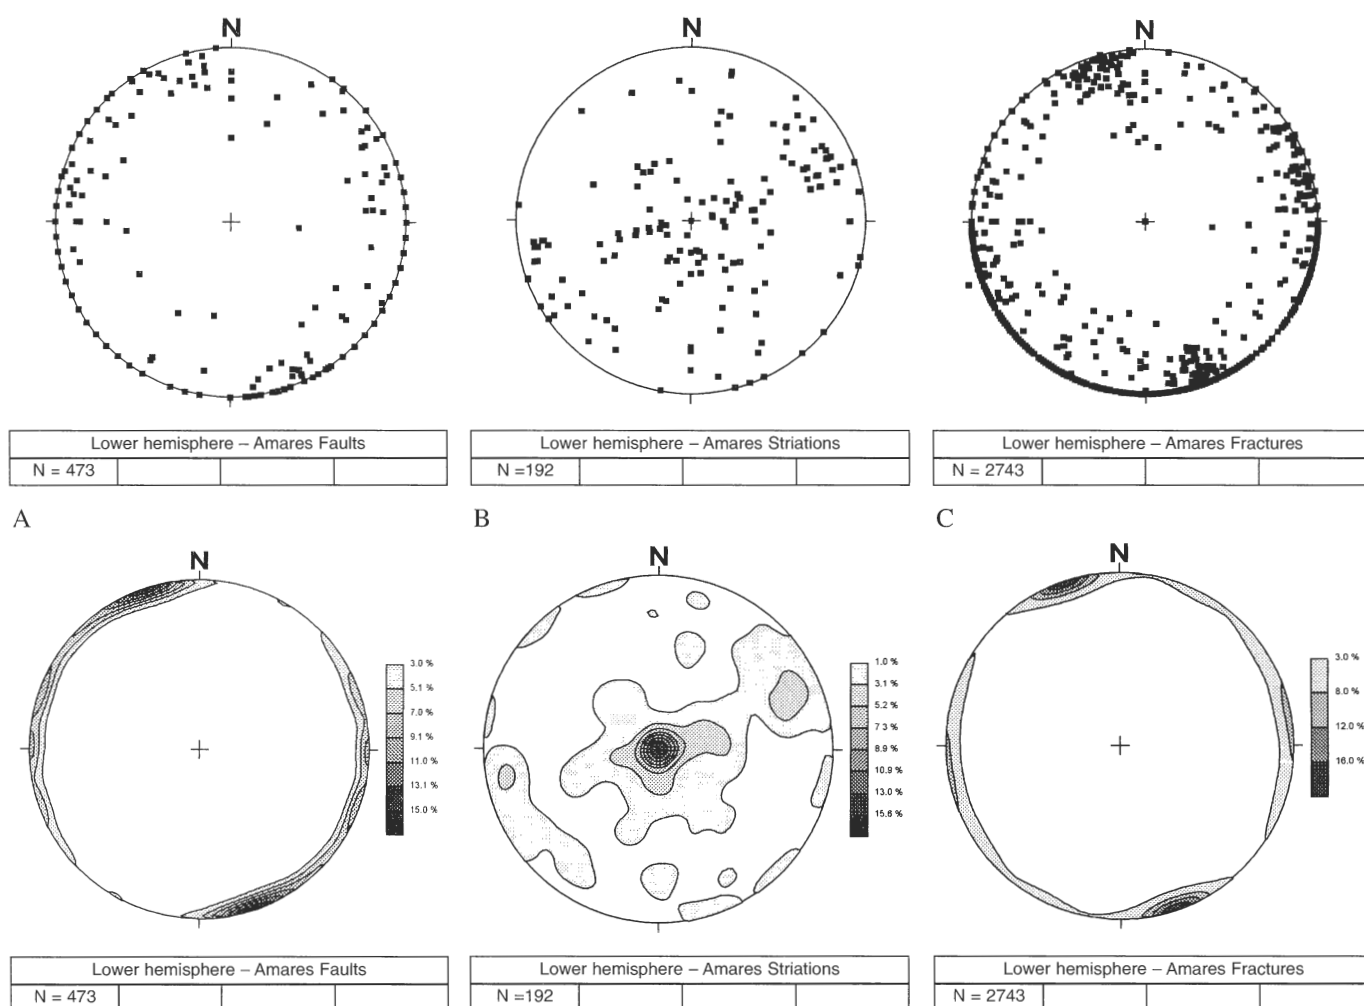 N N N
Lower hemisphere – Amares Faults Lower hemisphere – Amares Striations Lower hemisphere – Amares Fractures
N = 473 N =192 N = 2743
A B C
N N N
3.0 % 1.0 % 3.0 %
5.1 % 3.1 % 8.0 %
7.0 % 5.2 % 12.0 %
9.1 % 7.3 % 16.0 %
11.0 % 8.9 %
13.1 % 10.9 %
15.0 % 13.0 %
15.6 %
Lower hemisphere – Amares Faults Lower hemisphere – Amares Striations Lower hemisphere – Amares Fractures
N = 473 N =192 N = 2743